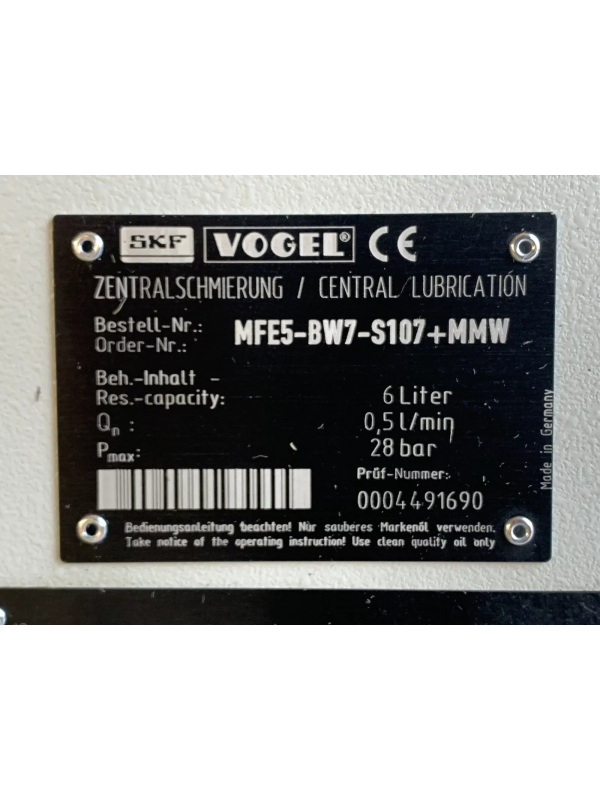 SKF VOGEL® CE
ZENTRALSCHMIERUNG / CENTRAL LUBRICATION
Bestell-Nr.:
Order-Nr.: MFE5-BW7-S107+MMW
Beh.-Inhalt -
Res.-capacity: 6 Liter
Qn : 0,5 l/min
Pmax: 28 bar
Prüf-Nummer:
0004491690
Made in Germany
Bedienungsanleitung beachten! Nur sauberes Markenöl verwenden.
Take notice of the operating instruction! Use clean quality oil only